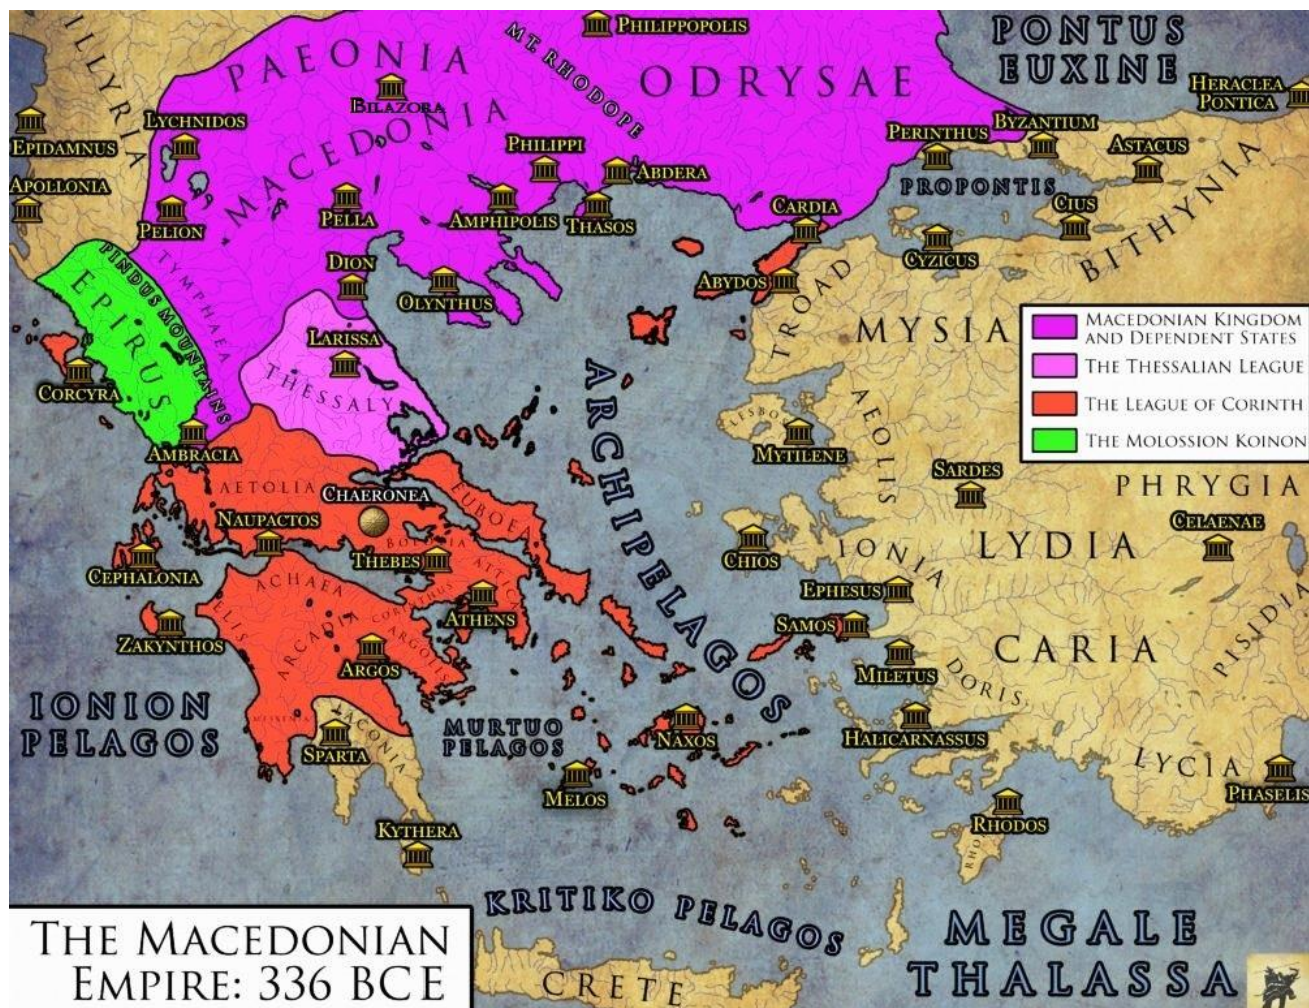 PHILIPPOPOLIS
PONTUS
EUXINE
ILLYRIA
PAEONIA
MT. RHODOPE
ODRYSAE
BILAZORA
HERACLEA
PONTICA
EPIDAMNUS
LYCHNIDOS
MACEDONIA
PHILIPPI
ABDERA
PERINTHUS
BYZANTIUM
ASTACUS
APOLLONIA
PELION
PELLA
AMPHIPOLIS
THASOS
CARDIA
PROPONTIS
CIUS
BITHYNIA
PINDUS MOUNTAINS
TYMPHAEA
DION
OLYNTHUS
ABYDOS
CYZICUS
TROAD
EPIRUS
MYSIA
MACEDONIAN KINGDOM
AND DEPENDENT STATES
THE THESSALIAN LEAGUE
THE LEAGUE OF CORINTH
THE MOLOSSION KOINON
LARISSA
THESSALY
CORCYRA
ARCHIPELAGOS
LESBOS
AEOLIS
AMBRACIA
MYTILENE
SARDES
PHRYGIA
AETOLIA
CHAERONEA
EUBOEA
NAUPACTOS
BOEOTIA
CELAENAE
THEBES
CHIOS
IONIA
LYDIA
CEPHALONIA
ACHAEA
ATTICA
CORINTHUS
EPHESUS
ELIS
ATHENS
ZAKYNTHOS
ARCADIA
ARGOLIS
SAMOS
PISIDIA
ARGOS
CARIA
MILETUS
DORIS
IONION
PELAGOS
MESSENIA
LACONIA
SPARTA
MURTUO
PELAGOS
NAXOS
HALICARNASSUS
LYCIA
PHASELIS
MELOS
RHODOS
KYTHERA
KRITIKO PELAGOS
MEGALE
THALASSA
CRETE
THE MACEDONIAN
EMPIRE: 336 BCE